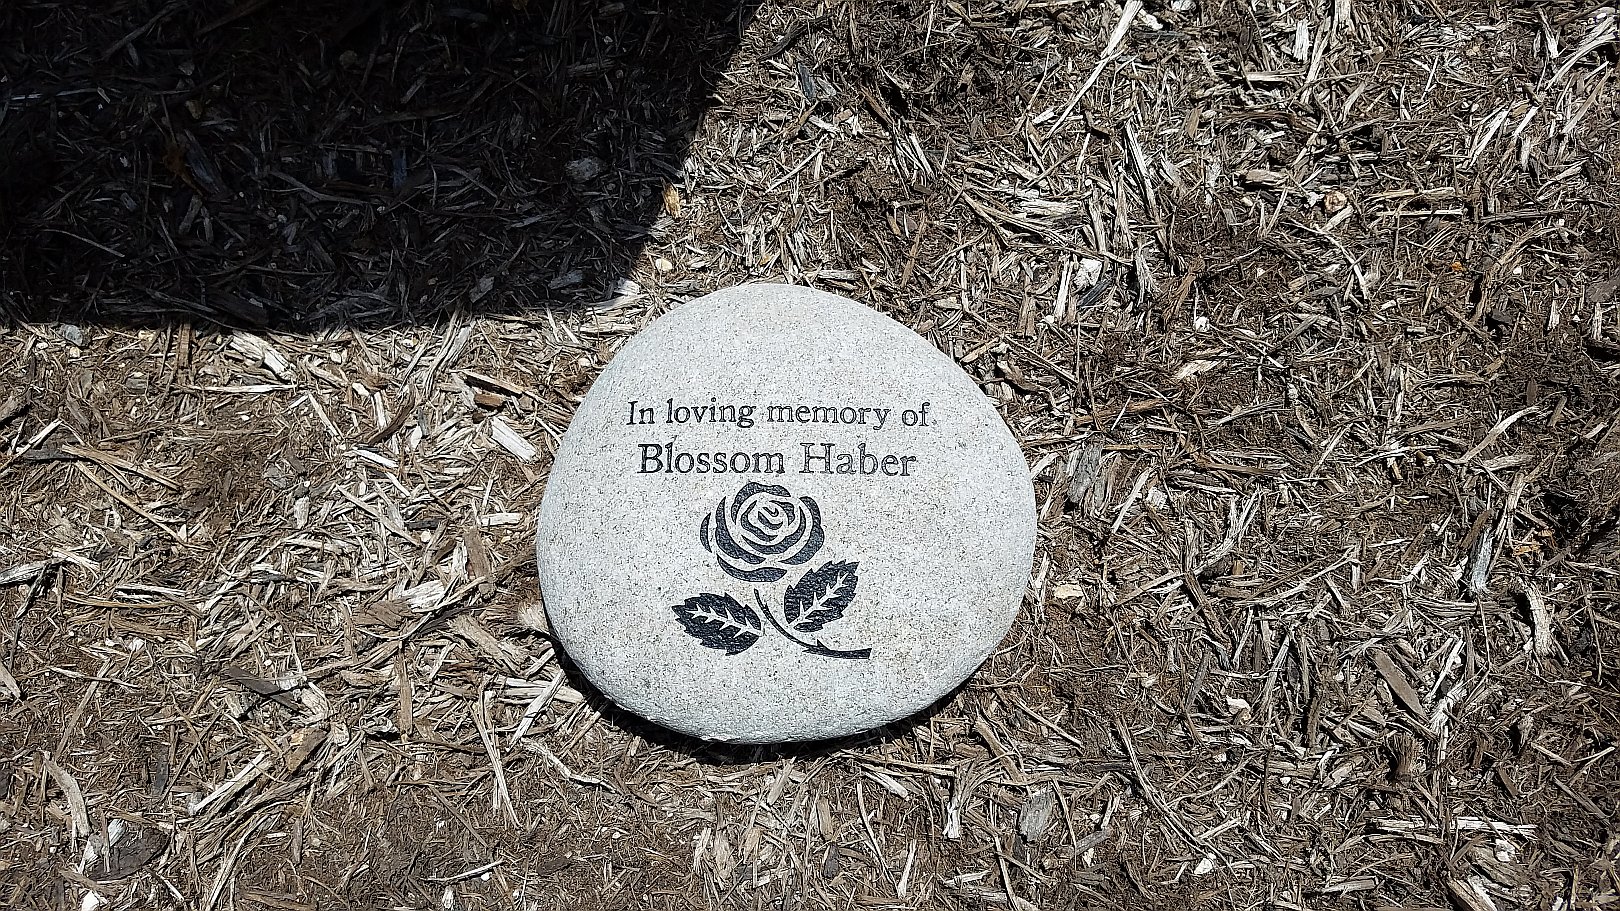 In loving memory of
Blossom Haber